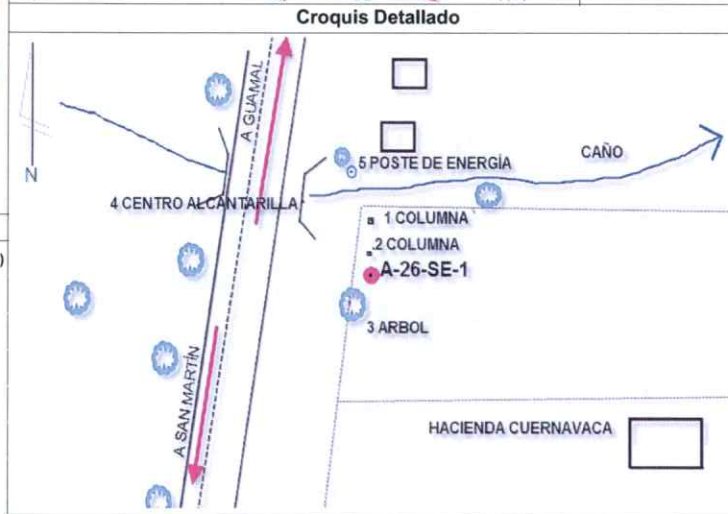 Croquis Detallado
N
A GUAMAL
5 POSTE DE ENERGÍA
CAÑO
4 CENTRO ALCANTARILLA
1 COLUMNA
2 COLUMNA
A-26-SE-1
3 ARBOL
A SAN MARTÍN
HACIENDA CUERNAVACA
)